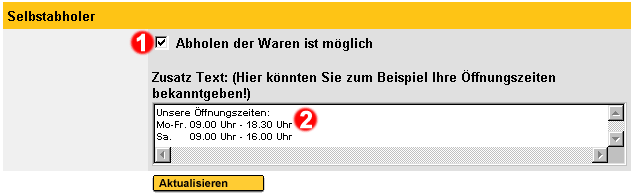 Selbstabholer
1 Abholen der Waren ist möglich
Zusatz Text: (Hier könnten Sie zum Beispiel Ihre Öffnungszeiten
bekanntgeben!)
Unsere Öffnungszeiten:
Mo-Fr. 09.00 Uhr - 18.30 Uhr 2
Sa. 09.00 Uhr - 16.00 Uhr
Aktualisieren